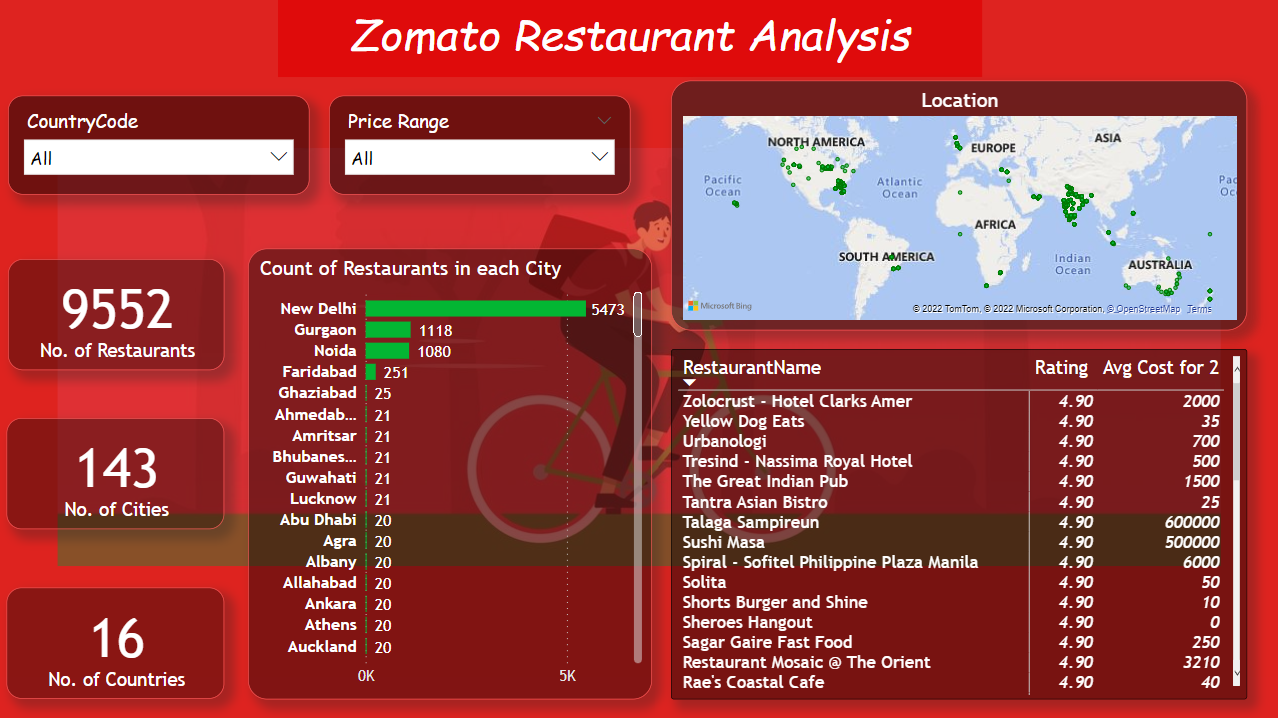 Zomato Restaurant Analysis
CountryCode
All
Price Range
All
Location
NORTH AMERICA
EUROPE
ASIA
Pacific
Ocean
Atlantic
Ocean
Pac
Oc
AFRICA
SOUTH AMERICA
Indian
Ocean
AUSTRALIA
Microsoft Bing
© 2022 TomTom, © 2022 Microsoft Corporation, © OpenStreetMap Terms
9552
No. of Restaurants
143
No. of Cities
16
No. of Countries
Count of Restaurants in each City
New Delhi 5473
Gurgaon 1118
Noida 1080
Faridabad 251
Ghaziabad 25
Ahmedab... 21
Amritsar 21
Bhubanes... 21
Guwahati 21
Lucknow 21
Abu Dhabi 20
Agra 20
Albany 20
Allahabad 20
Ankara 20
Athens 20
Auckland 20
0K 5K
RestaurantName Rating Avg Cost for 2
Zolocrust - Hotel Clarks Amer 4.90 2000
Yellow Dog Eats 4.90 35
Urbanologi 4.90 700
Tresind - Nassima Royal Hotel 4.90 500
The Great Indian Pub 4.90 1500
Tantra Asian Bistro 4.90 25
Talaga Sampireun 4.90 600000
Sushi Masa 4.90 500000
Spiral - Sofitel Philippine Plaza Manila 4.90 6000
Solita 4.90 50
Shorts Burger and Shine 4.90 10
Sheroes Hangout 4.90 0
Sagar Gaire Fast Food 4.90 250
Restaurant Mosaic @ The Orient 4.90 3210
Rae's Coastal Cafe 4.90 40